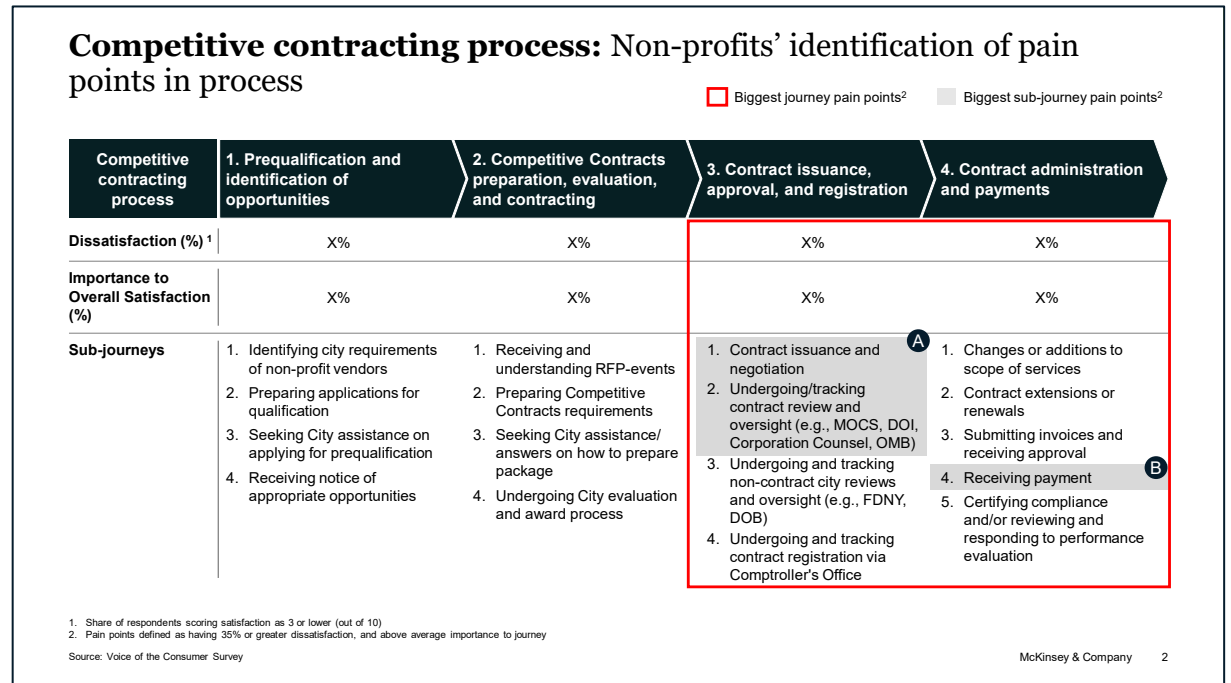 Competitive contracting process: Non-profits’ identification of pain
points in process
Biggest journey pain points2
Biggest sub-journey pain points2
Competitive
contracting
process
1. Prequalification and
identification of
opportunities
2. Competitive Contracts
preparation, evaluation,
and contracting
3. Contract issuance,
approval, and registration
4. Contract administration
and payments
Dissatisfaction (%) 1
X%
X%
X%
X%
Importance to
Overall Satisfaction
(%)
X%
X%
X%
X%
Sub-journeys
1. Identifying city requirements
of non-profit vendors
2. Preparing applications for
qualification
3. Seeking City assistance on
applying for prequalification
4. Receiving notice of
appropriate opportunities
1. Receiving and
understanding RFP-events
2. Preparing Competitive
Contracts requirements
3. Seeking City assistance/
answers on how to prepare
package
4. Undergoing City evaluation
and award process
A
1. Contract issuance and
negotiation
2. Undergoing/tracking
contract review and
oversight (e.g., MOCS, DOI,
Corporation Counsel, OMB)
3. Undergoing and tracking
non-contract city reviews
and oversight (e.g., FDNY,
DOB)
4. Undergoing and tracking
contract registration via
Comptroller's Office
1. Changes or additions to
scope of services
2. Contract extensions or
renewals
3. Submitting invoices and
receiving approval
B
4. Receiving payment
5. Certifying compliance
and/or reviewing and
responding to performance
evaluation
1. Share of respondents scoring satisfaction as 3 or lower (out of 10)
2. Pain points defined as having 35% or greater dissatisfaction, and above average importance to journey
Source: Voice of the Consumer Survey
McKinsey & Company 2